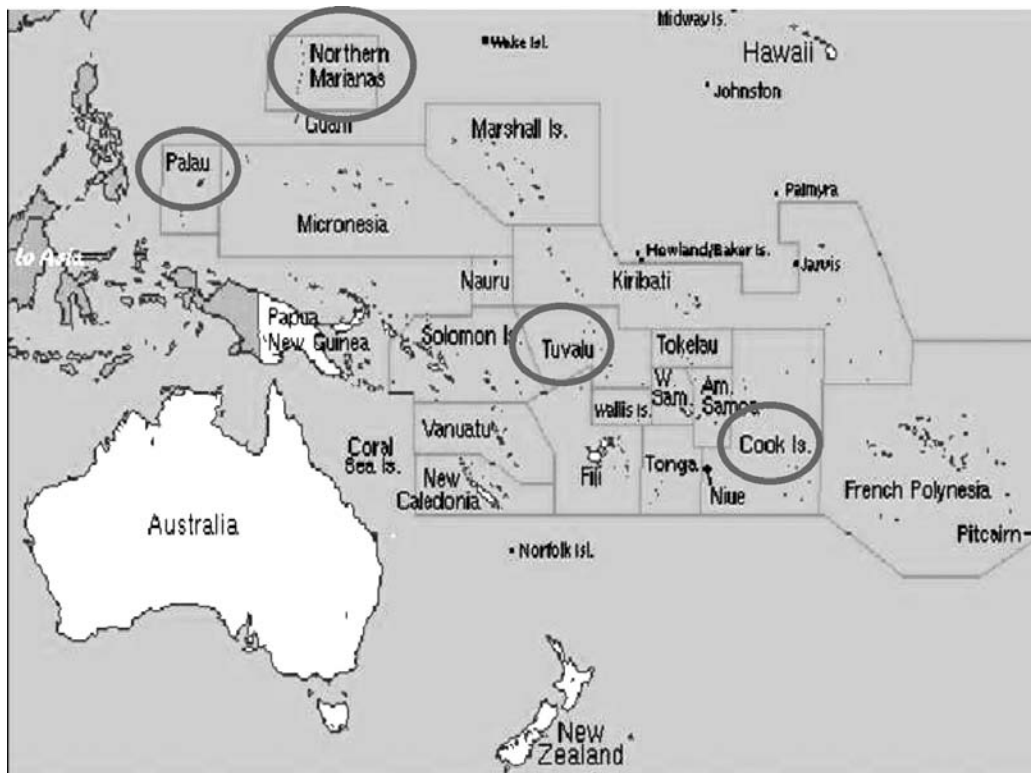 Midway Is.
Hawaii
Northern
Marianas
Wake Isl.
Johnston
Guam
Marshall Is.
Palau
Palmyra
Micronesia
to Asia
Howland/Baker Is.
Jarvis
Nauru
Kiribati
Papua
New Guinea
Solomon Is.
Tuvalu
Tokelau
W.
Sam.
Am.
Samoa
Wallis Is.
Vanuatu
Coral
Sea Is.
Fiji
Tonga
Cook Is.
Niue
New
Caledonia
French Polynesia
Australia
Pitcairn
Norfolk Isl.
New
Zealand